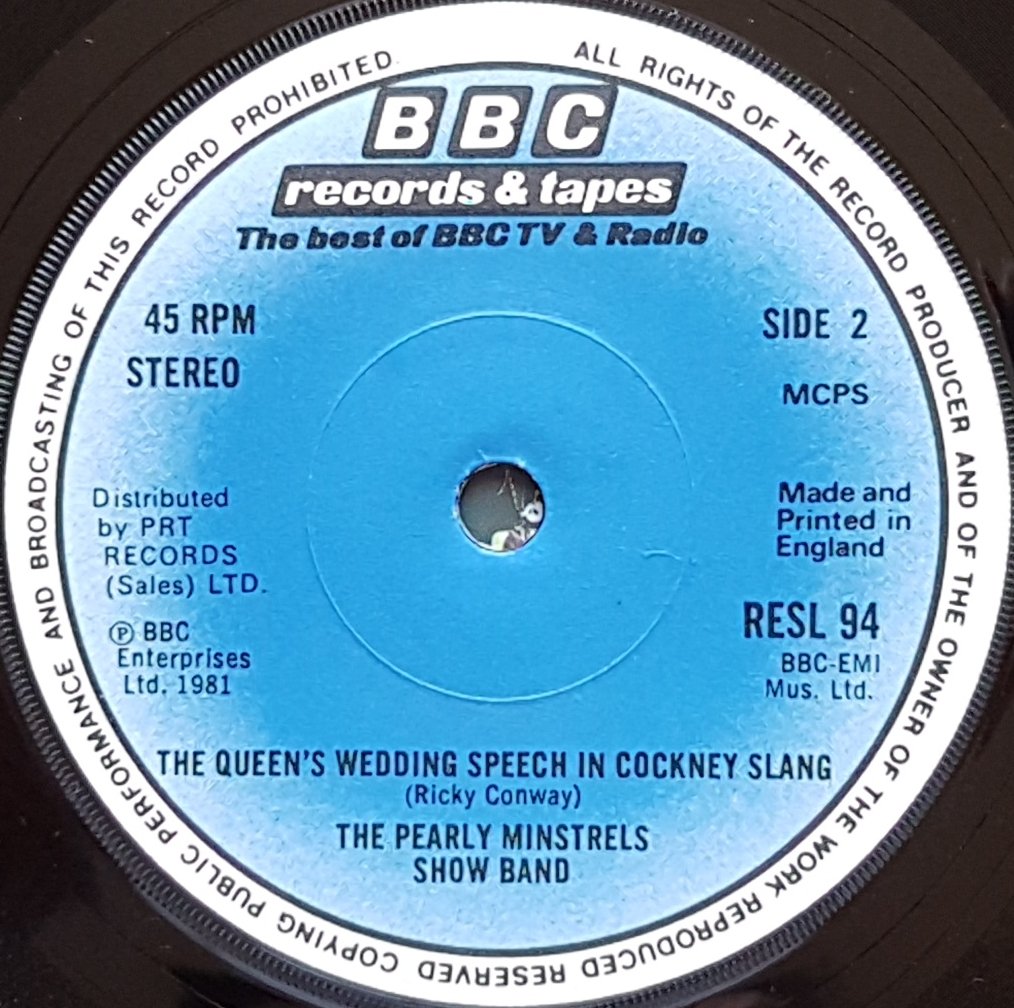 ALL RIGHTS OF THE RECORD PRODUCER AND OF THE OWNER OF THE WORK REPRODUCED RESERVED COPYING PUBLIC PERFORMANCE AND BROADCASTING OF THIS RECORD PROHIBITED.
BBC
records & tapes
The best of BBC TV & Radio
45 RPM
STEREO
SIDE 2
MCPS
Distributed
by PRT
RECORDS
(Sales) LTD.
Ⓟ BBC
Enterprises
Ltd. 1981
Made and
Printed in
England
RESL 94
BBC-EMI
Mus. Ltd.
THE QUEEN'S WEDDING SPEECH IN COCKNEY SLANG
(Ricky Conway)
THE PEARLY MINSTRELS
SHOW BAND